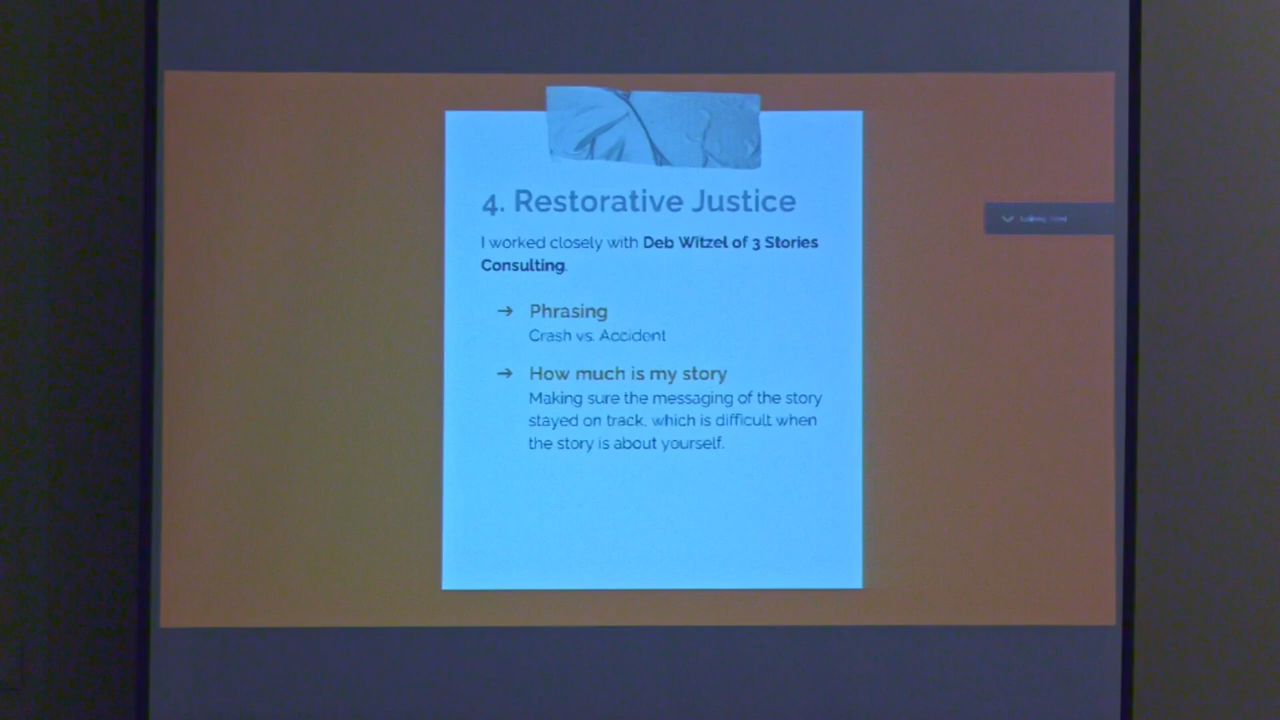 4. Restorative Justice
I worked closely with Deb Witzel of 3 Stories
Consulting.
→ Phrasing
Crash vs. Accident
→ How much is my story
Making sure the messaging of the story
stayed on track, which is difficult when
the story is about yourself.